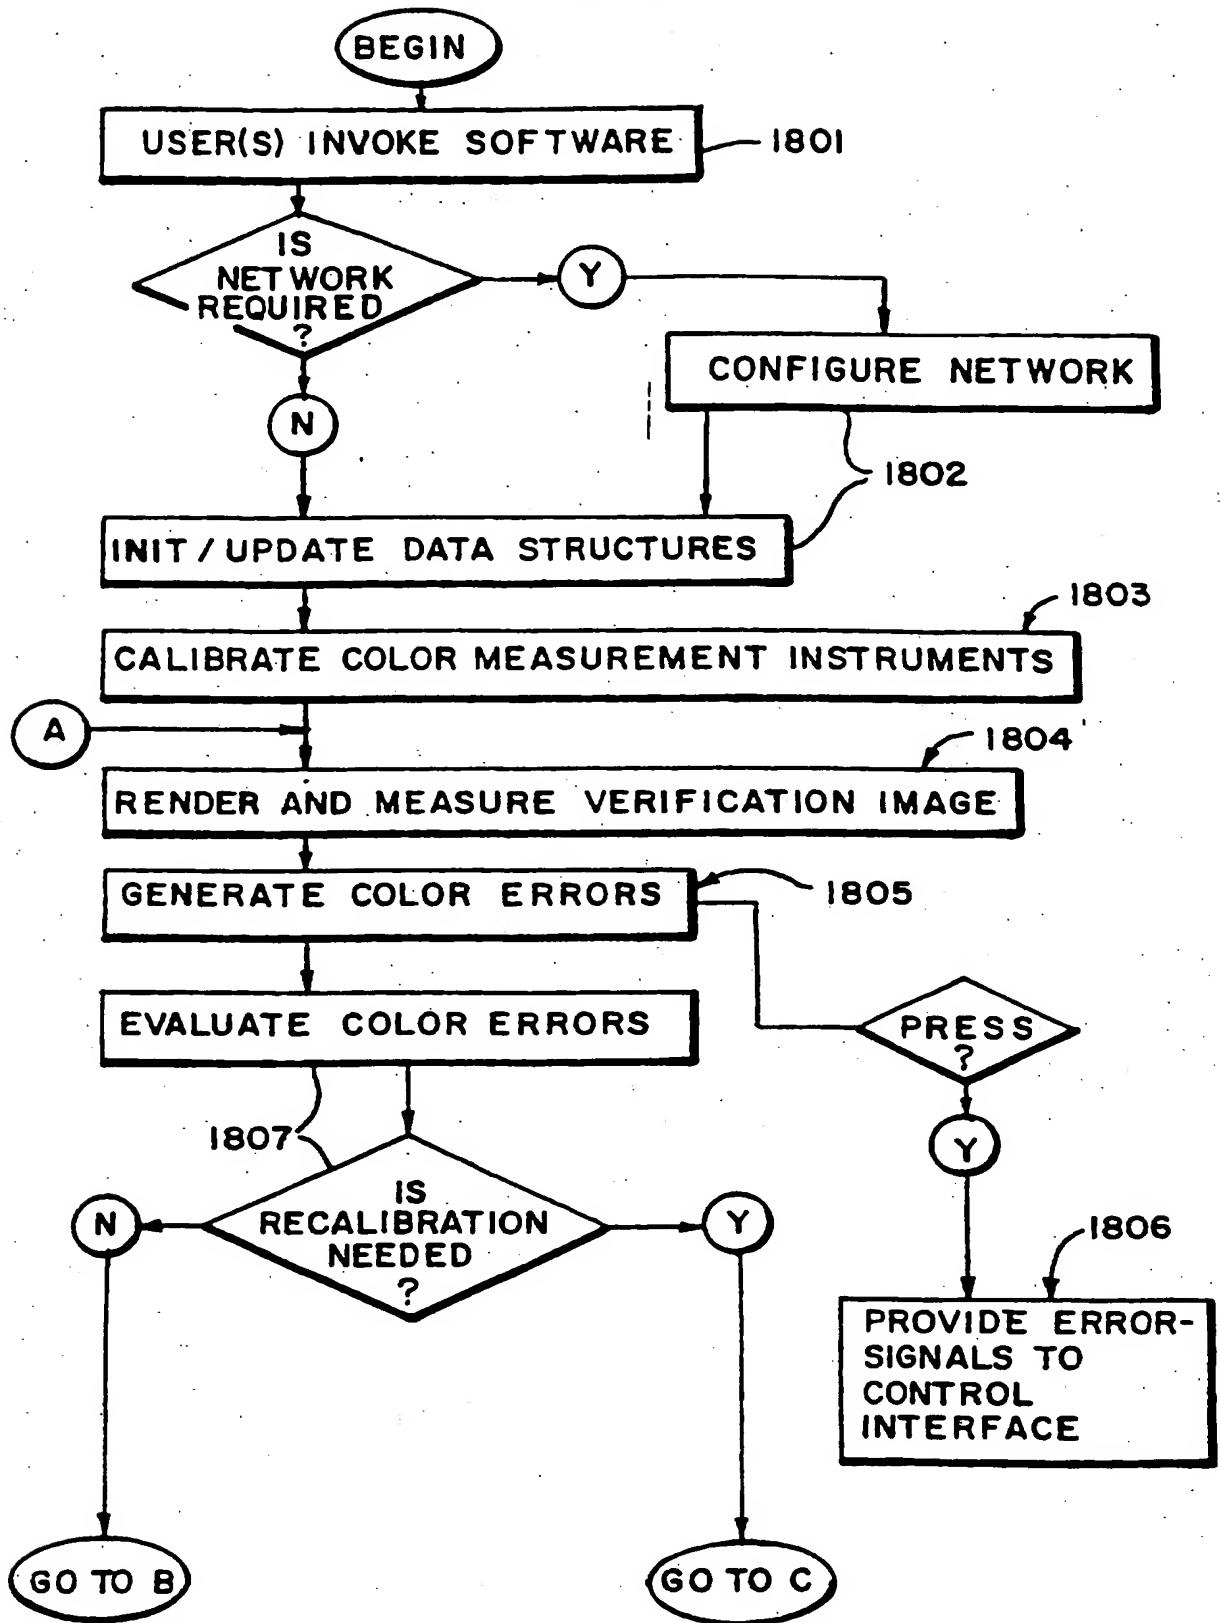 BEGIN
USER(S) INVOKE SOFTWARE
1801
IS
NETWORK
REQUIRED
?
Y
CONFIGURE NETWORK
N
1802
INIT / UPDATE DATA STRUCTURES
1803
CALIBRATE COLOR MEASUREMENT INSTRUMENTS
A
1804
RENDER AND MEASURE VERIFICATION IMAGE
GENERATE COLOR ERRORS
1805
EVALUATE COLOR ERRORS
PRESS
?
Y
1807
IS
RECALIBRATION
NEEDED
?
N
Y
1806
PROVIDE ERROR-
SIGNALS TO
CONTROL
INTERFACE
GO TO B
GO TO C